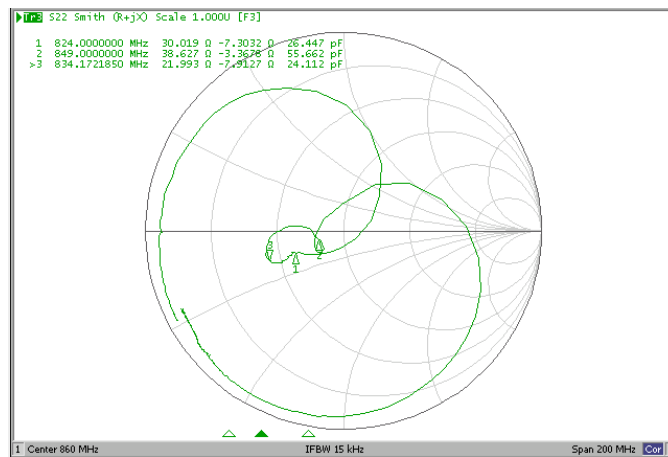 Tr3 S22 Smith (R+jX) Scale 1.000U [F3]
1 824.0000000 MHz 30.019 Ω -7.3032 Ω 26.447 pF
2 849.0000000 MHz 38.627 Ω -3.3678 Ω 55.662 pF
>3 834.1721850 MHz 21.993 Ω -7.9127 Ω 24.112 pF
3
1
2
1 Center 860 MHz IFBW 15 kHz Span 200 MHz Cor